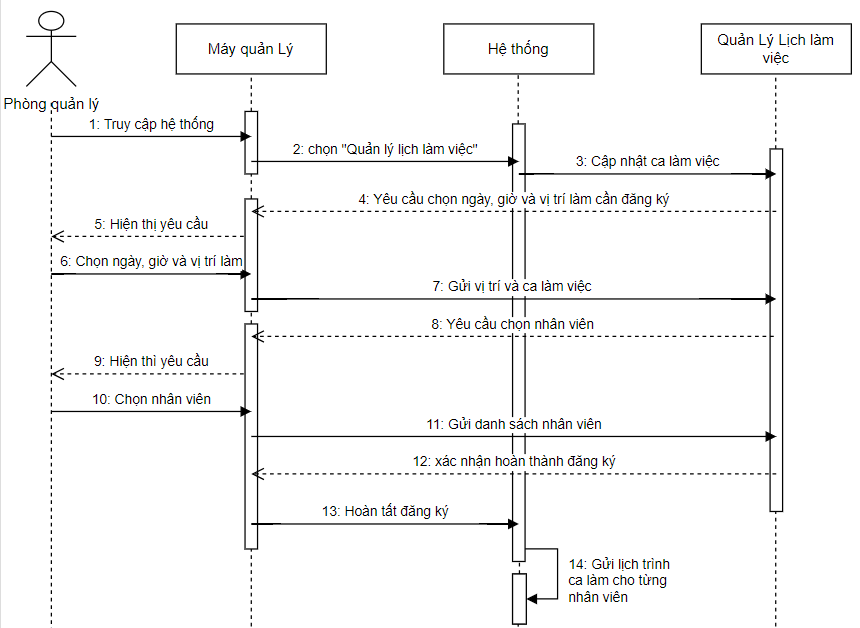 Máy quản Lý
Hệ thống
Quản Lý Lịch làm
việc
Phòng quản lý
1: Truy cập hệ thống
2: chọn "Quản lý lịch làm việc"
3: Cập nhật ca làm việc
4: Yêu cầu chọn ngày, giờ và vị trí làm cần đăng ký
5: Hiện thị yêu cầu
6: Chọn ngày, giờ và vị trí làm
7: Gửi vị trí và ca làm việc
8: Yêu cầu chọn nhân viên
9: Hiện thì yêu cầu
10: Chọn nhân viên
11: Gửi danh sách nhân viên
12: xác nhận hoàn thành đăng ký
13: Hoàn tất đăng ký
14: Gửi lịch trình
ca làm cho từng
nhân viên